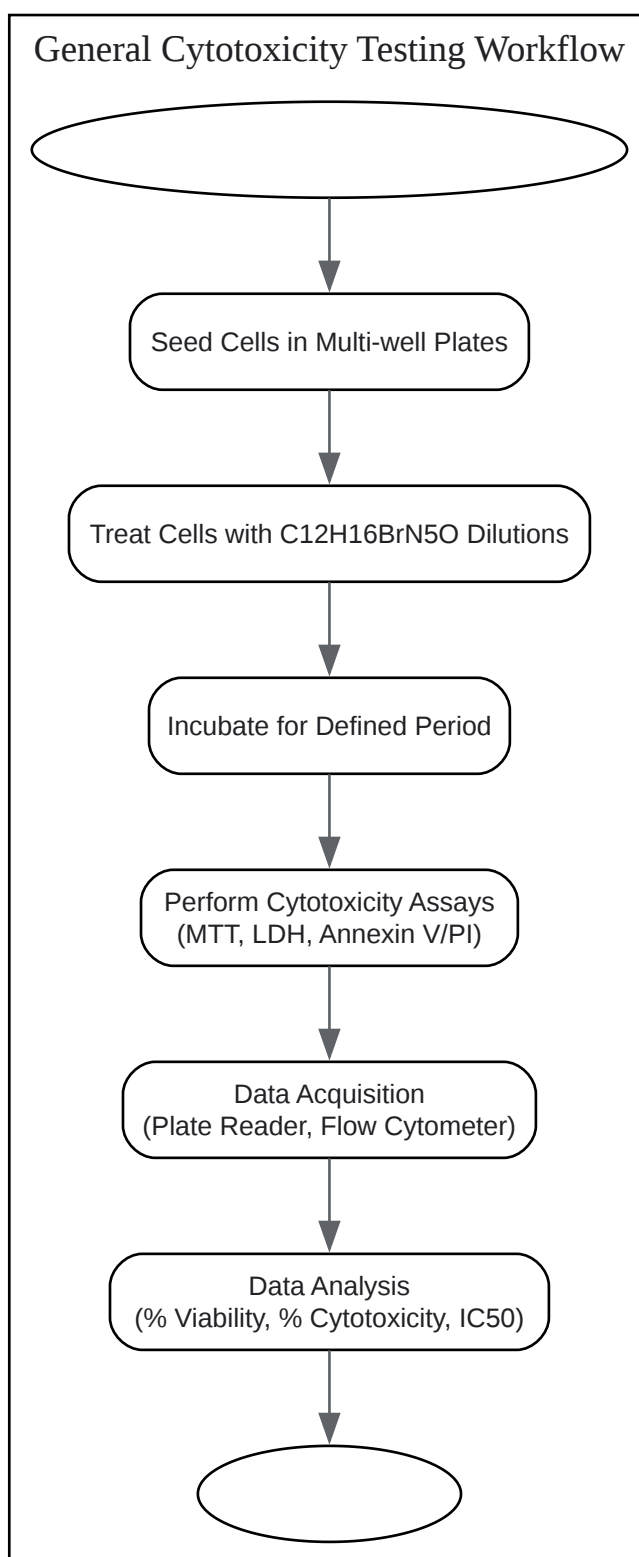 General Cytotoxicity Testing Workflow
Seed Cells in Multi-well Plates
Treat Cells with C12H16BrN5O Dilutions
Incubate for Defined Period
Perform Cytotoxicity Assays
(MTT, LDH, Annexin V/PI)
Data Acquisition
(Plate Reader, Flow Cytometer)
Data Analysis
(% Viability, % Cytotoxicity, IC50)